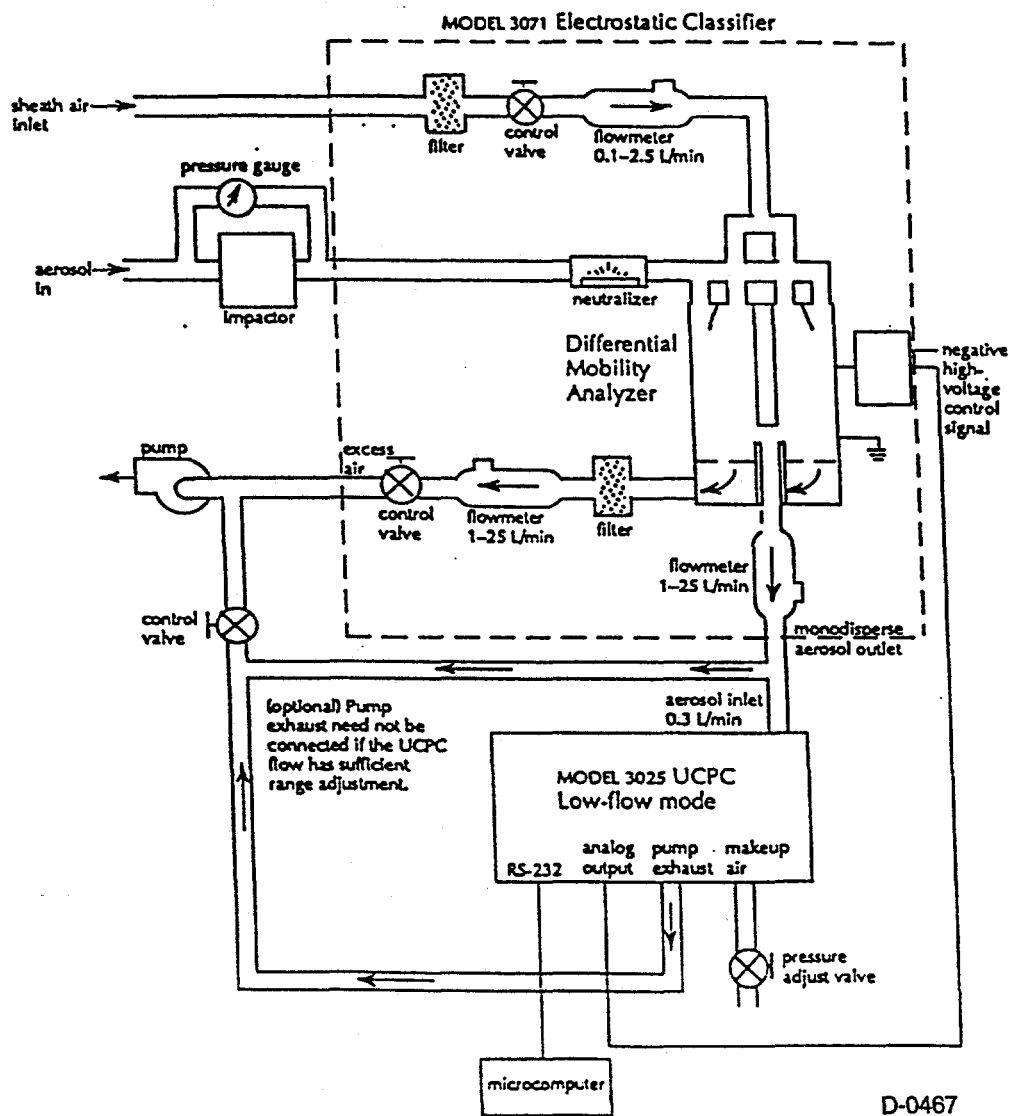 MODEL 3071 Electrostatic Classifier
sheath air
inlet
filter
control
valve
flowmeter
0.1–2.5 L/min
pressure gauge
aerosol
in
impactor
neutralizer
Differential
Mobility
Analyzer
negative
high-
voltage
control
signal
pump
excess
air
control
valve
flowmeter
1–25 L/min
filter
flowmeter
1–25 L/min
control
valve
monodisperse
aerosol outlet
(optional) Pump
exhaust need not be
connected if the UCPC
flow has sufficient
range adjustment.
aerosol inlet
0.3 L/min
MODEL 3025 UCPC
Low-flow mode
RS-232
analog
output
pump
exhaust
makeup
air
pressure
adjust valve
microcomputer
D-0467